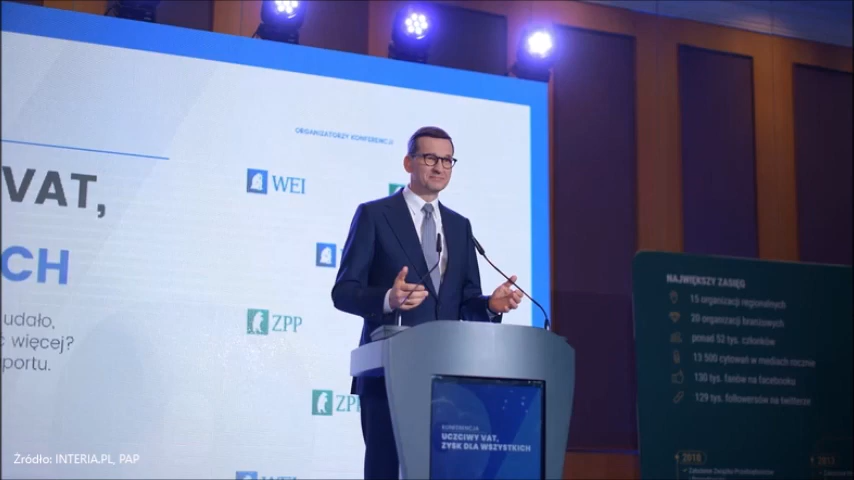 ORGANIZATORZY KONFERENCJI
VAT,
CH
udało,
więcej?
portu.
WEI
ZPP
ZPP
WEI
KONFERENCJA
UCZCIWY VAT,
ZYSK DLA WSZYSTKICH
NAJWIĘKSZY ZASIĘG
15 organizacji regionalnych
20 organizacji branżowych
ponad 52 tys. członków
13 500 cytowań w mediach rocznie
130 tys. fanów na facebooku
129 tys. followersów na twitterze
2010
Źródło: INTERIA.PL, PAP